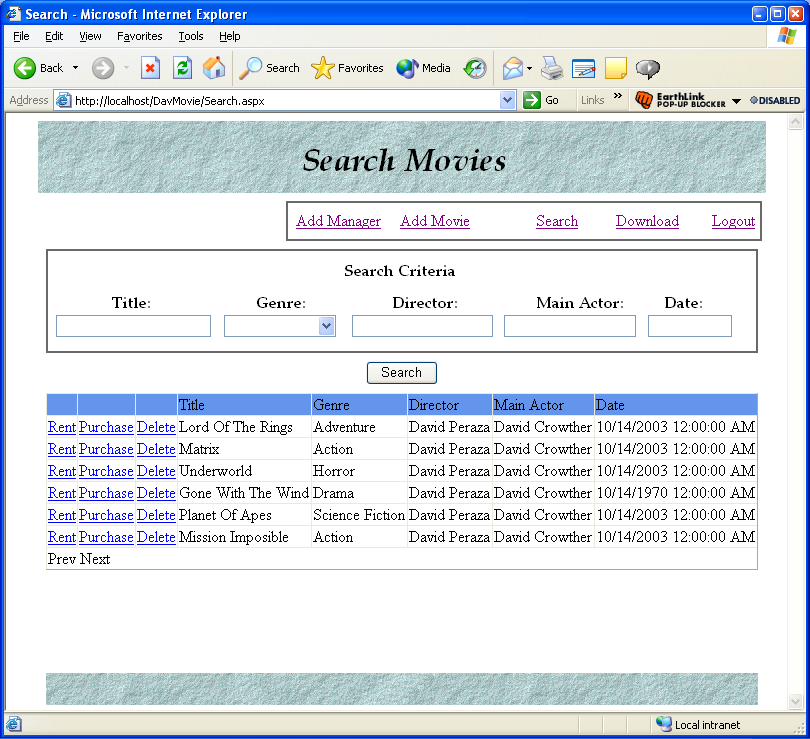 Search - Microsoft Internet Explorer
File Edit View Favorites Tools Help
Back Search Favorites Media
Address http://localhost/DavMovie/Search.aspx Go Links » EarthLink POP-UP BLOCKER DISABLED
Search Movies
Add Manager Add Movie Search Download Logout
Search Criteria
Title: Genre: Director: Main Actor: Date:
Search
Title Genre Director Main Actor Date
Rent Purchase Delete Lord Of The Rings Adventure David Peraza David Crowther 10/14/2003 12:00:00 AM
Rent Purchase Delete Matrix Action David Peraza David Crowther 10/14/2003 12:00:00 AM
Rent Purchase Delete Underworld Horror David Peraza David Crowther 10/14/2003 12:00:00 AM
Rent Purchase Delete Gone With The Wind Drama David Peraza David Crowther 10/14/1970 12:00:00 AM
Rent Purchase Delete Planet Of Apes Science Fiction David Peraza David Crowther 10/14/2003 12:00:00 AM
Rent Purchase Delete Mission Imposible Action David Peraza David Crowther 10/14/2003 12:00:00 AM
Prev Next
Local intranet